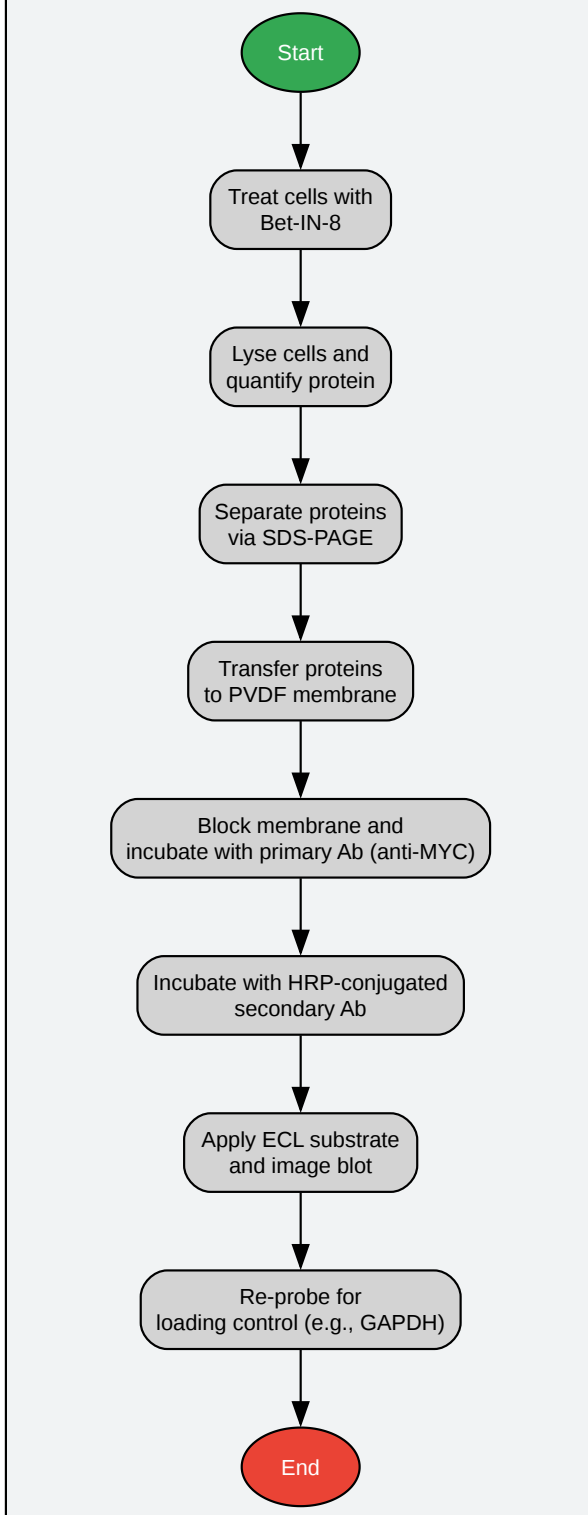 Start
Treat cells with
Bet-IN-8
Lyse cells and
quantify protein
Separate proteins
via SDS-PAGE
Transfer proteins
to PVDF membrane
Block membrane and
incubate with primary Ab (anti-MYC)
Incubate with HRP-conjugated
secondary Ab
Apply ECL substrate
and image blot
Re-probe for
loading control (e.g., GAPDH)
End